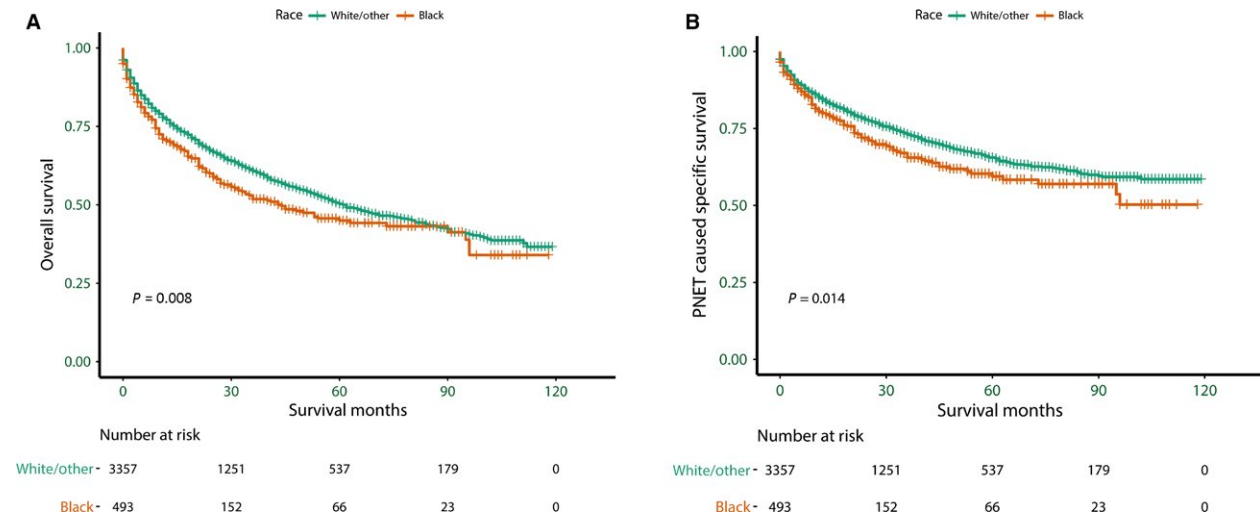 A
Race White/other Black
1.00
0.75
0.50
0.25
0.00
Overall survival
P = 0.008
0 30 60 90 120
Survival months
Number at risk
White/other 3357 1251 537 179 0
Black 493 152 66 23 0
B
Race White/other Black
1.00
0.75
0.50
0.25
0.00
PNET caused specific survival
P = 0.014
0 30 60 90 120
Survival months
Number at risk
White/other 3357 1251 537 179 0
Black 493 152 66 23 0